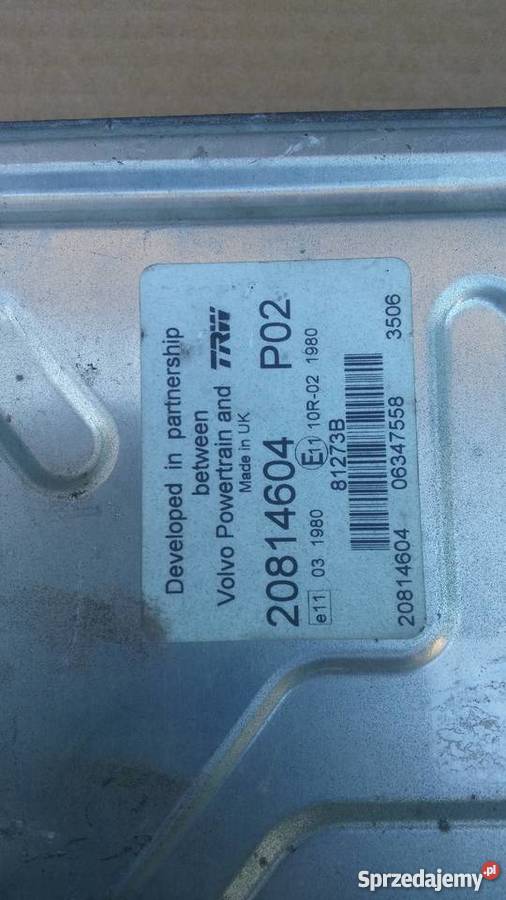 Developed in partnership
between
Volvo Powertrain and TRW
Made in UK
20814604 P02
e11 03 1980 E11 10R-02 1980
81273B
20814604 06347558 3506
Sprzedajemy.pl